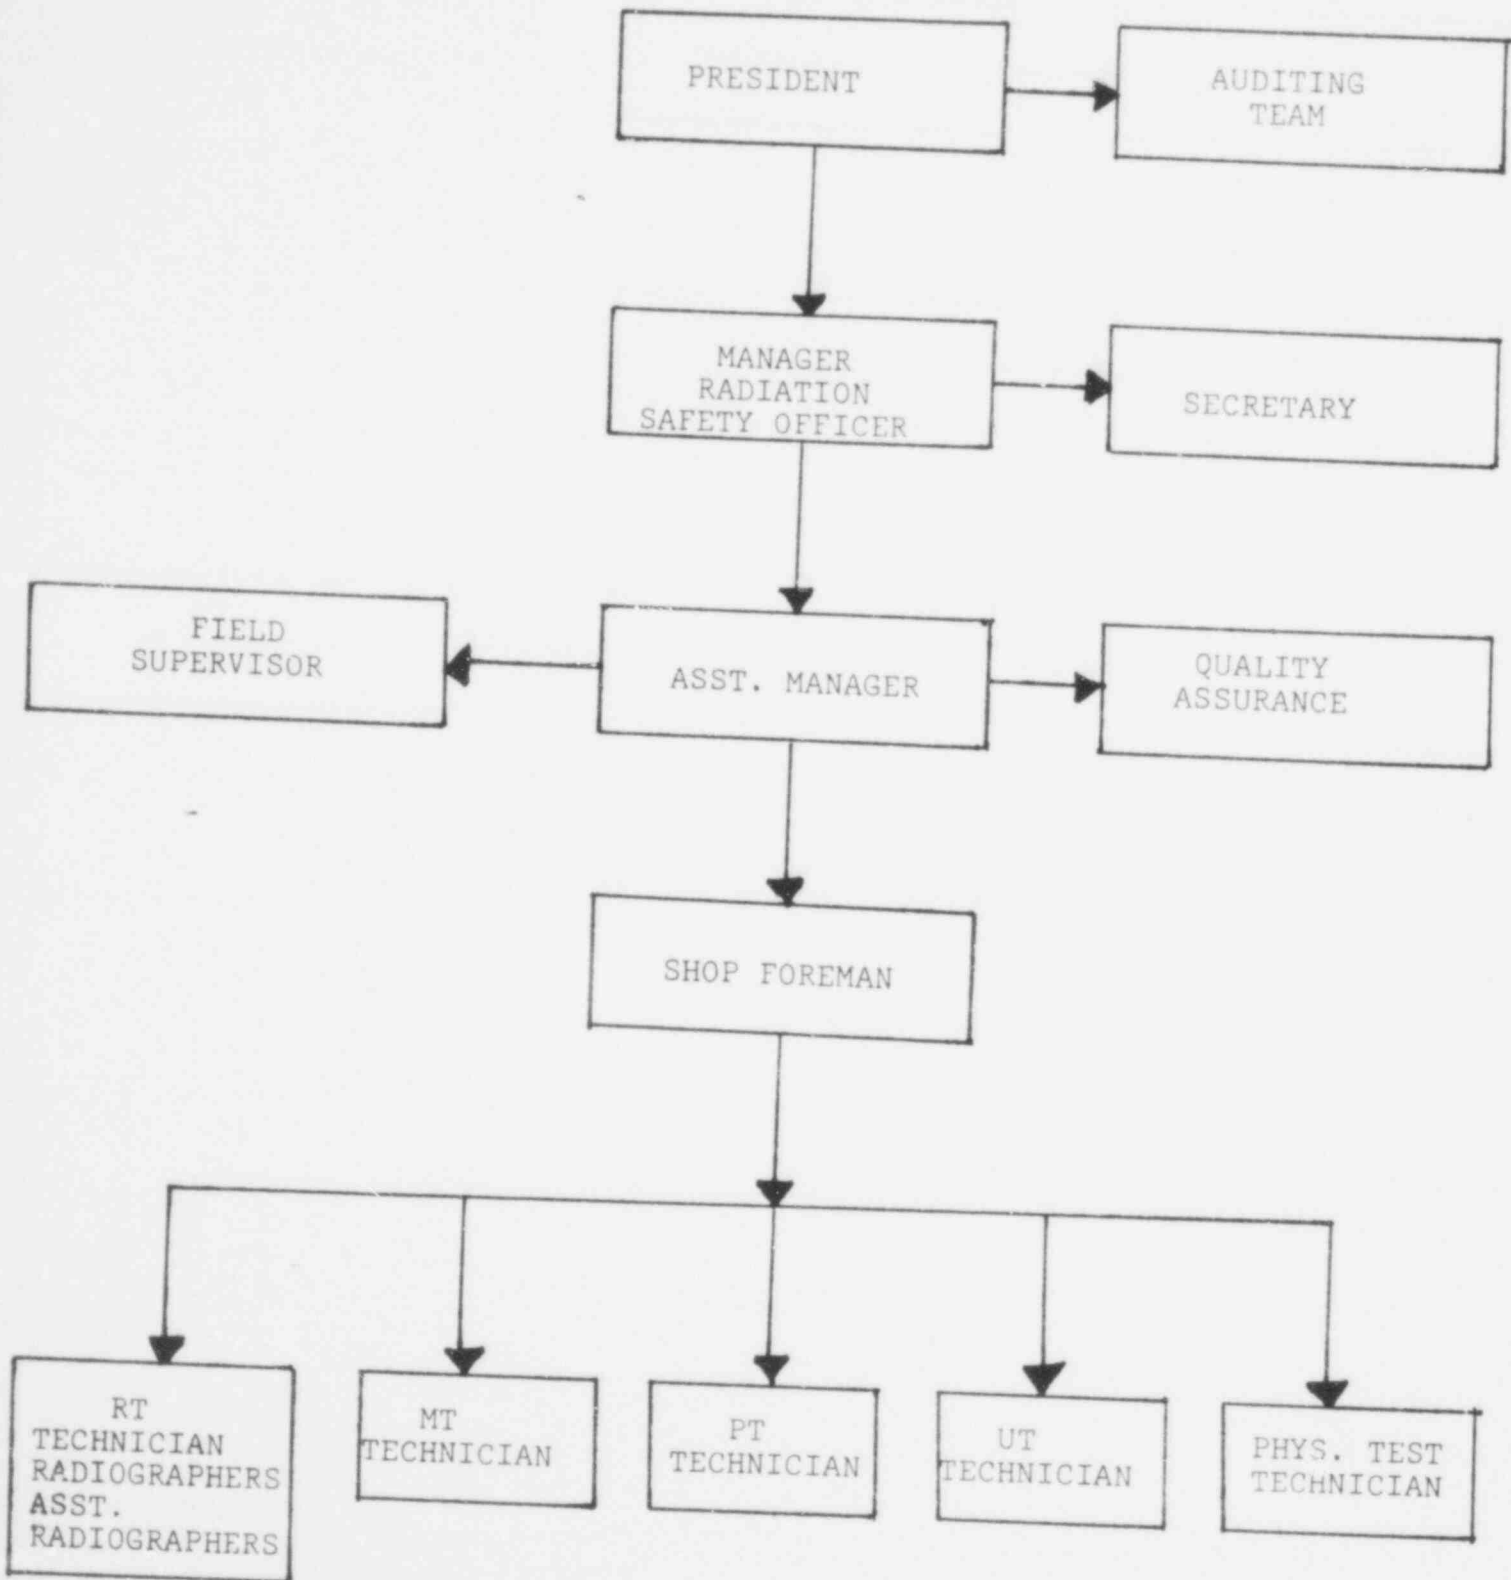 PRESIDENT
AUDITING
TEAM
MANAGER
RADIATION
SAFETY OFFICER
SECRETARY
FIELD
SUPERVISOR
ASST. MANAGER
QUALITY
ASSURANCE
SHOP FOREMAN
RT
TECHNICIAN
RADIOGRAPHERS
ASST.
RADIOGRAPHERS
MT
TECHNICIAN
PT
TECHNICIAN
UT
TECHNICIAN
PHYS. TEST
TECHNICIAN